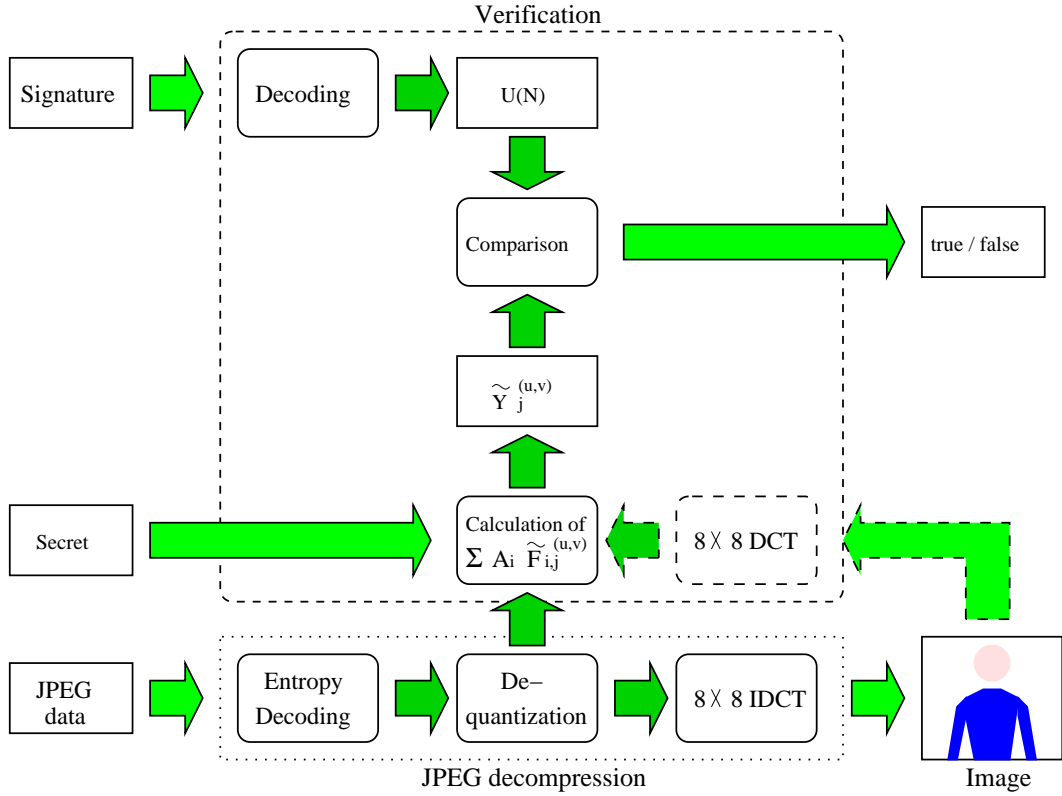 Verification
Signature
Decoding
U(N)
Comparison
true / false
Ỹ j (u,v)
Secret
Calculation of
Σ Ai F̃ i,j (u,v)
8 X 8 DCT
JPEG
data
Entropy
Decoding
De–
quantization
8 X 8 IDCT
JPEG decompression
Image